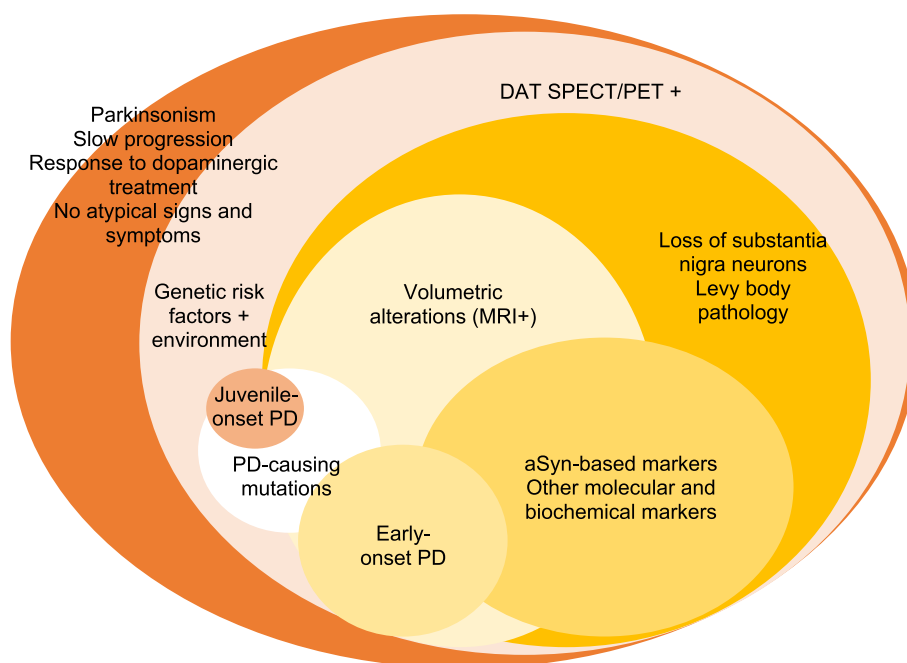 DAT SPECT/PET +
Parkinsonism
Slow progression
Response to dopaminergic
treatment
No atypical signs and
symptoms
Loss of substantia
nigra neurons
Levy body
pathology
Genetic risk
factors +
environment
Volumetric
alterations (MRI+)
Juvenile-
onset PD
PD-causing
mutations
aSyn-based markers
Other molecular and
biochemical markers
Early-
onset PD